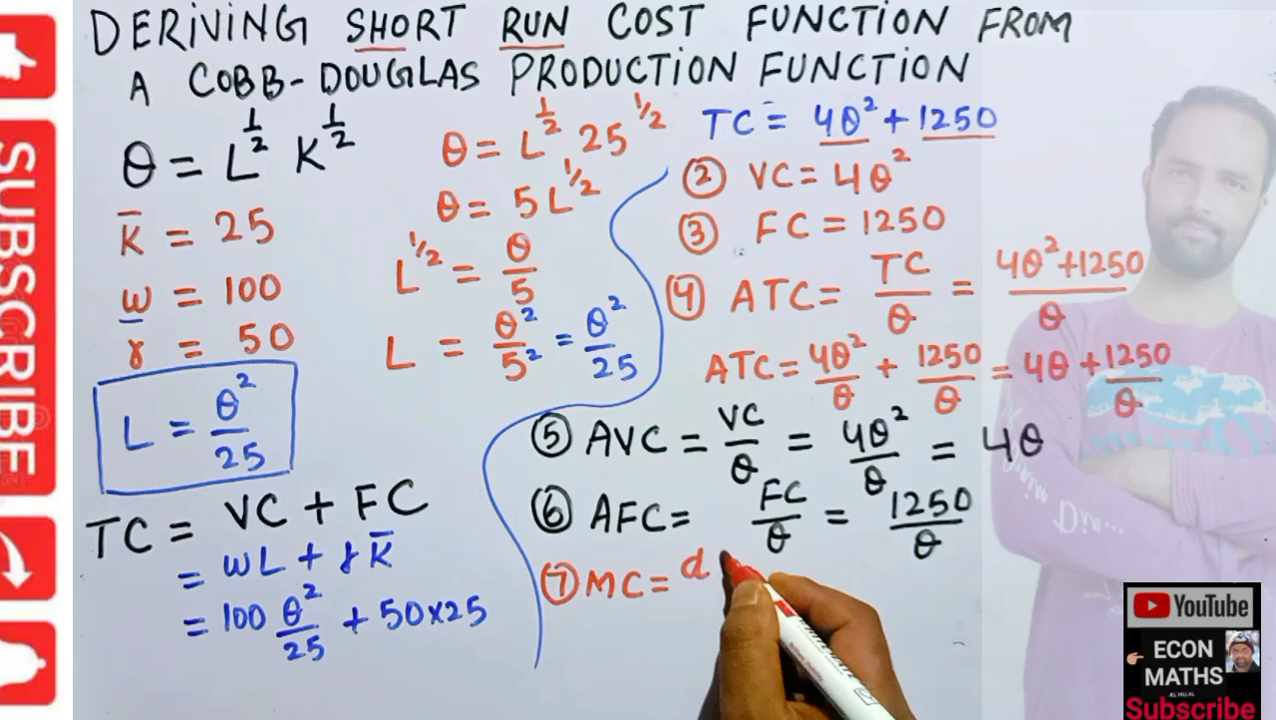 DERIVING SHORT RUN COST FUNCTION FROM
A COBB-DOUGLAS PRODUCTION FUNCTION
θ = L^1/2 K^1/2
K̄ = 25
w = 100
r = 50
L = θ²/25
TC = VC + FC
= wL + rK̄
= 100 θ²/25 + 50×25
θ = L^1/2 25^1/2
θ = 5L^1/2
L^1/2 = θ/5
L = θ²/5² = θ²/25
TC = 4θ² + 1250
② VC = 4θ²
③ FC = 1250
④ ATC = TC/θ = 4θ²+1250/θ
ATC = 4θ²/θ + 1250/θ = 4θ + 1250/θ
⑤ AVC = VC/θ = 4θ²/θ = 4θ
⑥ AFC = FC/θ = 1250/θ
⑦ MC = d
SUBSCRIBE
YouTube
ECON
MATHS
Subscribe